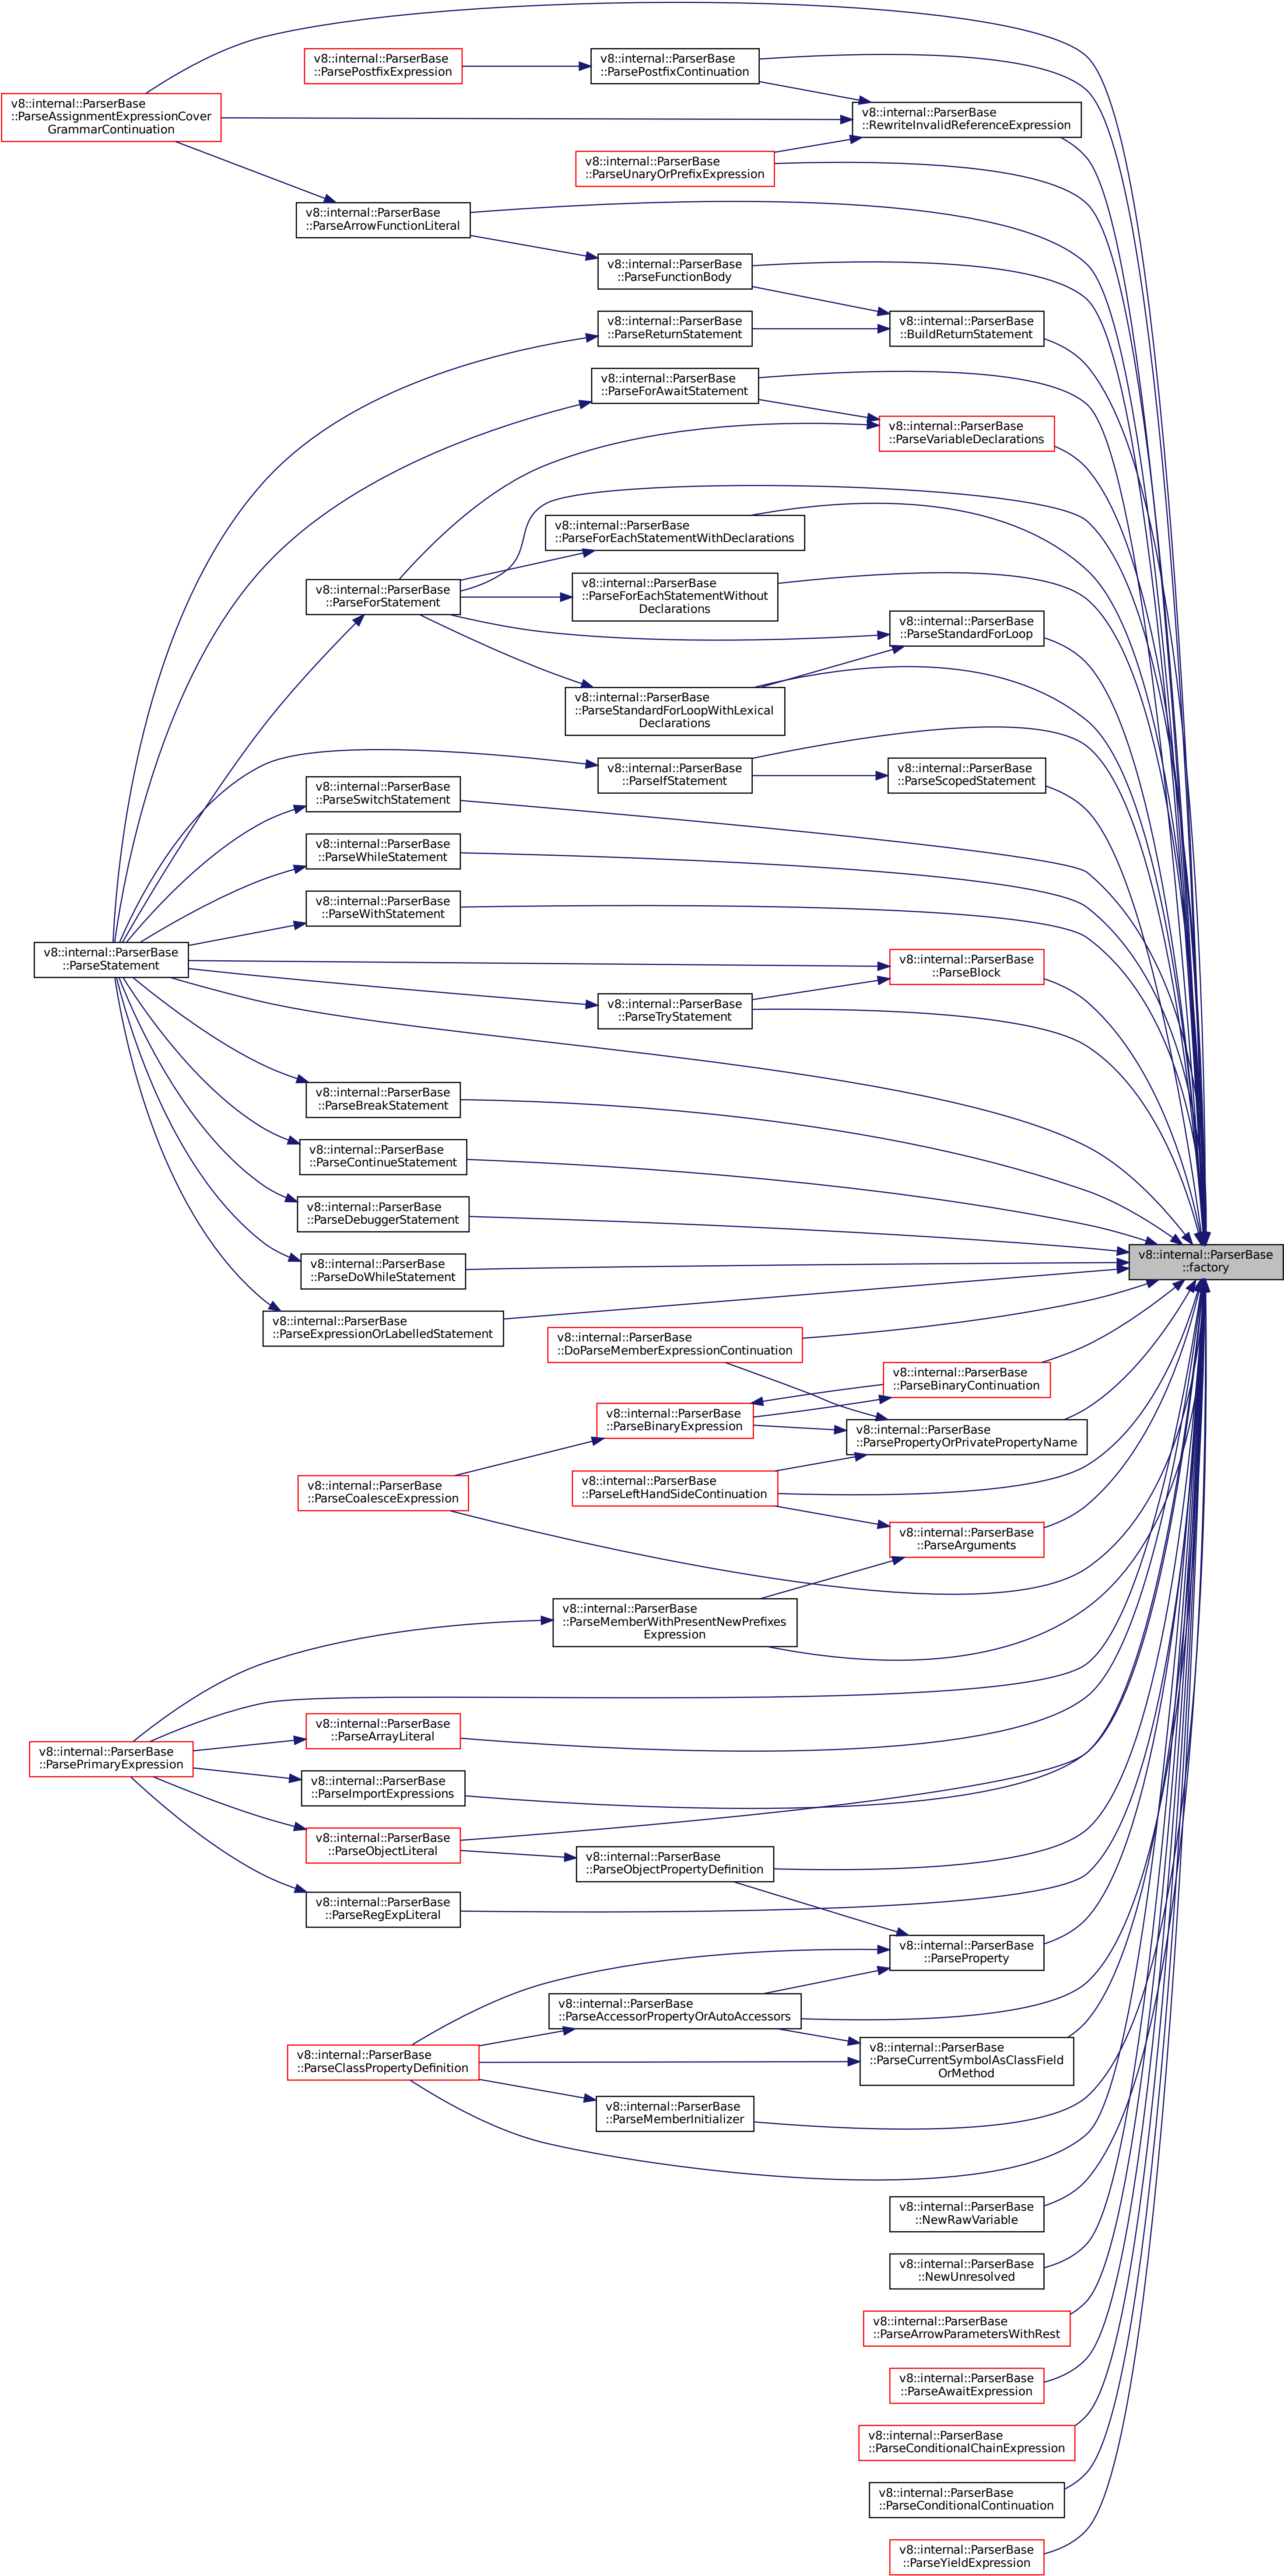 v8::internal::ParserBase
::ParsePostfixExpression
v8::internal::ParserBase
::ParsePostfixContinuation
v8::internal::ParserBase
::ParseAssignmentExpressionCover
GrammarContinuation
v8::internal::ParserBase
::RewriteInvalidReferenceExpression
v8::internal::ParserBase
::ParseUnaryOrPrefixExpression
v8::internal::ParserBase
::ParseArrowFunctionLiteral
v8::internal::ParserBase
::ParseFunctionBody
v8::internal::ParserBase
::ParseReturnStatement
v8::internal::ParserBase
::BuildReturnStatement
v8::internal::ParserBase
::ParseForAwaitStatement
v8::internal::ParserBase
::ParseVariableDeclarations
v8::internal::ParserBase
::ParseForEachStatementWithDeclarations
v8::internal::ParserBase
::ParseForStatement
v8::internal::ParserBase
::ParseForEachStatementWithout
Declarations
v8::internal::ParserBase
::ParseStandardForLoop
v8::internal::ParserBase
::ParseStandardForLoopWithLexical
Declarations
v8::internal::ParserBase
::ParseIfStatement
v8::internal::ParserBase
::ParseScopedStatement
v8::internal::ParserBase
::ParseSwitchStatement
v8::internal::ParserBase
::ParseWhileStatement
v8::internal::ParserBase
::ParseWithStatement
v8::internal::ParserBase
::ParseStatement
v8::internal::ParserBase
::ParseBlock
v8::internal::ParserBase
::ParseTryStatement
v8::internal::ParserBase
::ParseBreakStatement
v8::internal::ParserBase
::ParseContinueStatement
v8::internal::ParserBase
::ParseDebuggerStatement
v8::internal::ParserBase
::factory
v8::internal::ParserBase
::ParseDoWhileStatement
v8::internal::ParserBase
::ParseExpressionOrLabelledStatement
v8::internal::ParserBase
::DoParseMemberExpressionContinuation
v8::internal::ParserBase
::ParseBinaryContinuation
v8::internal::ParserBase
::ParseBinaryExpression
v8::internal::ParserBase
::ParsePropertyOrPrivatePropertyName
v8::internal::ParserBase
::ParseCoalesceExpression
v8::internal::ParserBase
::ParseLeftHandSideContinuation
v8::internal::ParserBase
::ParseArguments
v8::internal::ParserBase
::ParseMemberWithPresentNewPrefixes
Expression
v8::internal::ParserBase
::ParseArrayLiteral
v8::internal::ParserBase
::ParsePrimaryExpression
v8::internal::ParserBase
::ParseImportExpressions
v8::internal::ParserBase
::ParseObjectLiteral
v8::internal::ParserBase
::ParseObjectPropertyDefinition
v8::internal::ParserBase
::ParseRegExpLiteral
v8::internal::ParserBase
::ParseProperty
v8::internal::ParserBase
::ParseAccessorPropertyOrAutoAccessors
v8::internal::ParserBase
::ParseClassPropertyDefinition
v8::internal::ParserBase
::ParseCurrentSymbolAsClassField
OrMethod
v8::internal::ParserBase
::ParseMemberInitializer
v8::internal::ParserBase
::NewRawVariable
v8::internal::ParserBase
::NewUnresolved
v8::internal::ParserBase
::ParseArrowParametersWithRest
v8::internal::ParserBase
::ParseAwaitExpression
v8::internal::ParserBase
::ParseConditionalChainExpression
v8::internal::ParserBase
::ParseConditionalContinuation
v8::internal::ParserBase
::ParseYieldExpression